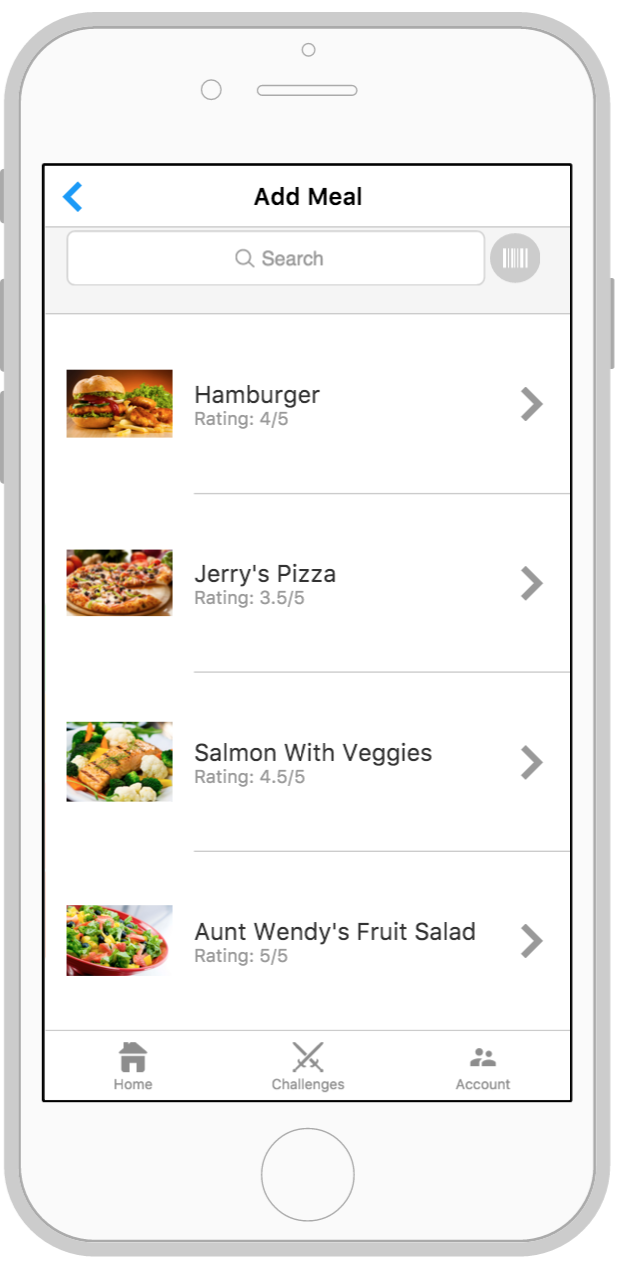 Add Meal
Search
Hamburger
Rating: 4/5
Jerry's Pizza
Rating: 3.5/5
Salmon With Veggies
Rating: 4.5/5
Aunt Wendy's Fruit Salad
Rating: 5/5
Home
Challenges
Account